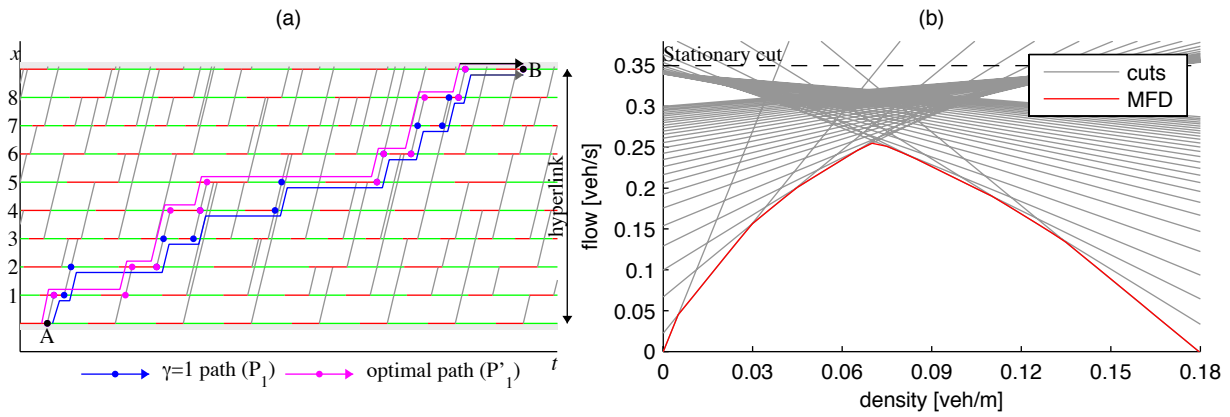 (a)
x
8
7
6
5
4
3
2
1
A
B
hyperlink
t
γ=1 path (P1)
optimal path (P'1)
(b)
Stationary cut
cuts
MFD
0.35
0.3
0.25
0.2
0.15
0.1
0.05
0
flow [veh/s]
0 0.03 0.06 0.09 0.12 0.15 0.18
density [veh/m]